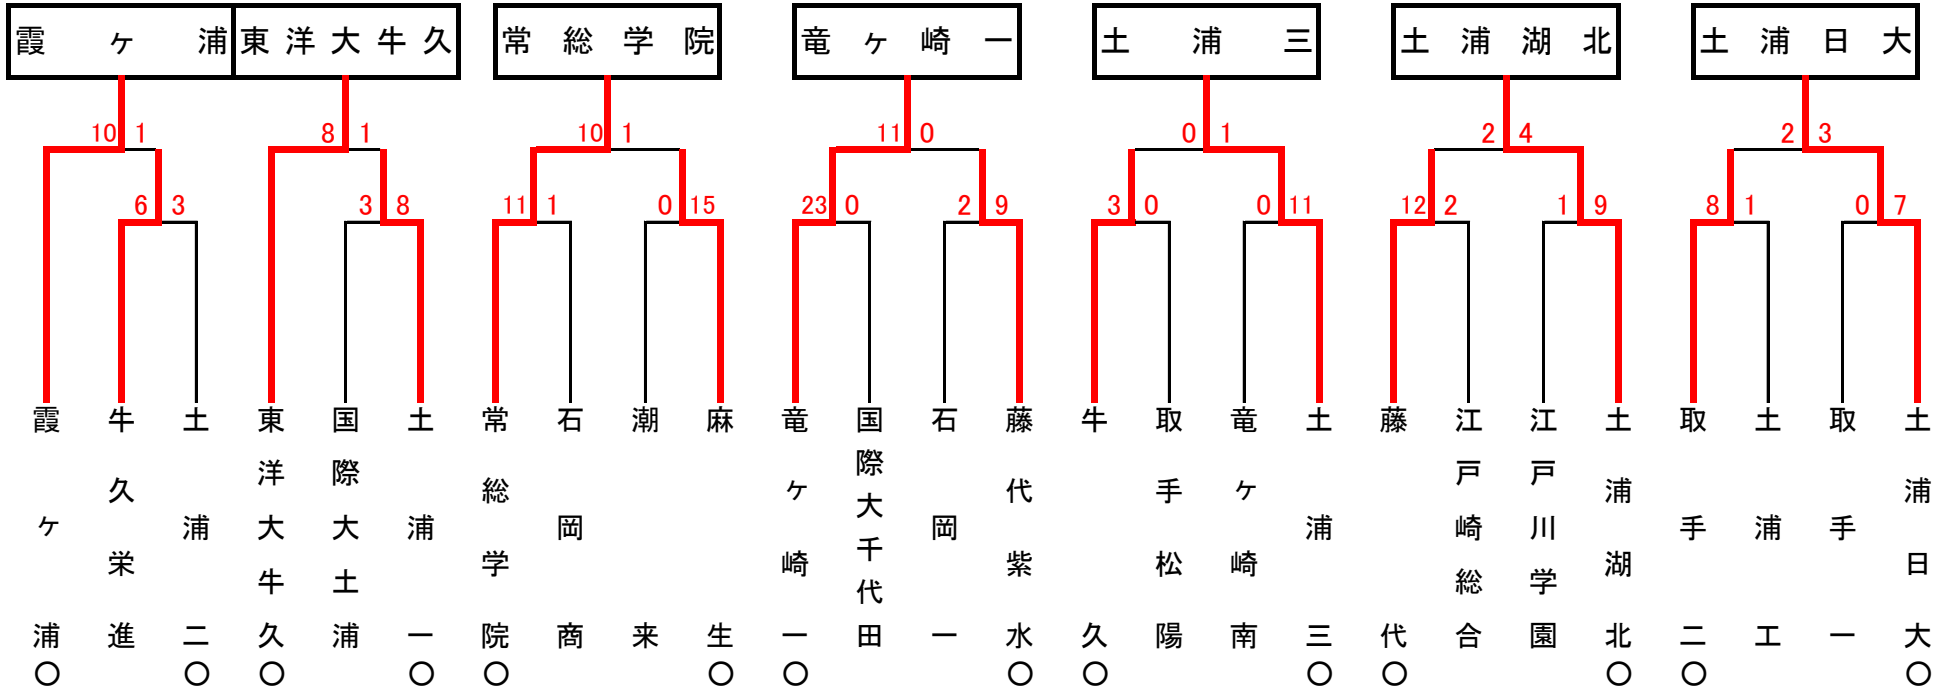 霞ヶ浦 東洋大牛久 常総学院 竜ヶ崎一 土浦三 土浦湖北 土浦日大
10 1 8 1 10 1 11 0 0 1 2 4 2 3
6 3 3 8 11 1 0 15 23 0 2 9 3 0 0 11 12 2 1 9 8 1 0 7
霞ヶ浦
牛久栄進
土浦二
東洋大牛久
国際大土浦
土浦一
常総学院
石岡商
潮来
麻生
竜ヶ崎一
国際大千代田
石岡一
藤代紫水
牛久
取手松陽
竜ヶ崎南
土浦三
藤代
江戸崎総合
江戸川学園
土浦湖北
取手二
土浦工
取手一
土浦日大
○ ○ ○ ○ ○ ○ ○ ○ ○ ○ ○ ○ ○ ○